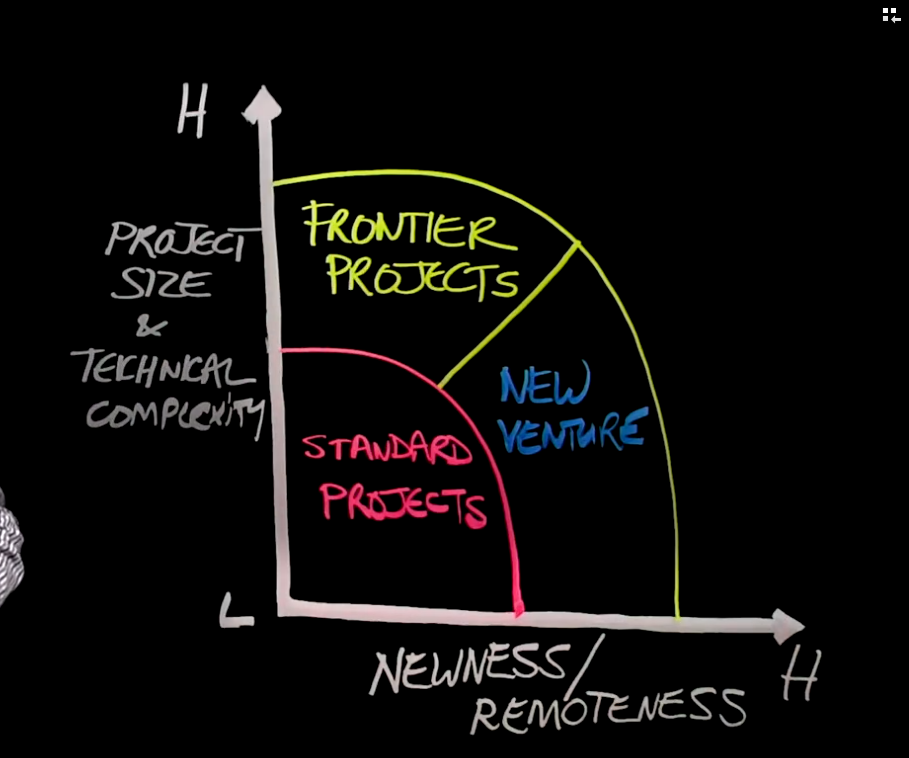 H
FRONTIER
PROJECTS
PROJECT
SIZE
&
TECHNICAL
COMPLEXITY
NEW
VENTURE
STANDARD
PROJECTS
L
NEWNESS/
REMOTENESS
H